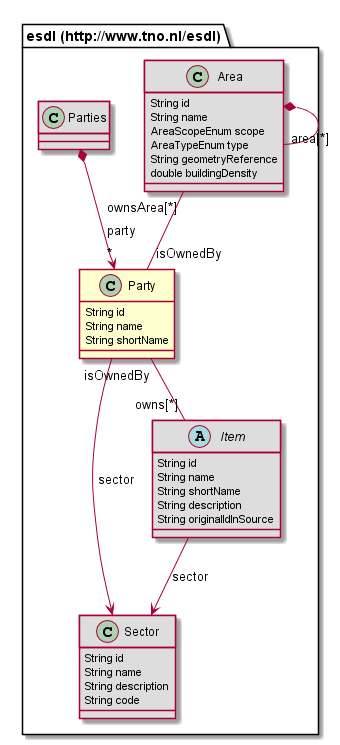 esdl (http://www.tno.nl/esdl)
C Area
String id
String name
AreaScopeEnum scope
AreaTypeEnum type
String geometryReference
double buildingDensity
area[*]
C Parties
ownsArea[*]
party
*
isOwnedBy
C Party
String id
String name
String shortName
isOwnedBy
owns[*]
A Item
String id
String name
String shortName
String description
String originalIdInSource
sector
sector
C Sector
String id
String name
String description
String code